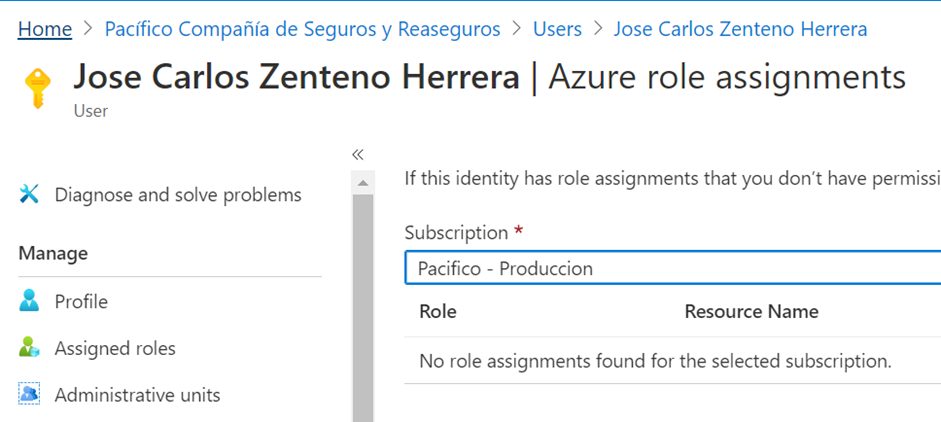 Home > Pacífico Compañía de Seguros y Reaseguros > Users > Jose Carlos Zenteno Herrera
Jose Carlos Zenteno Herrera | Azure role assignments
User
«
Diagnose and solve problems
Manage
Profile
Assigned roles
Administrative units
If this identity has role assignments that you don't have permissi
Subscription *
Pacifico - Produccion
Role Resource Name
No role assignments found for the selected subscription.